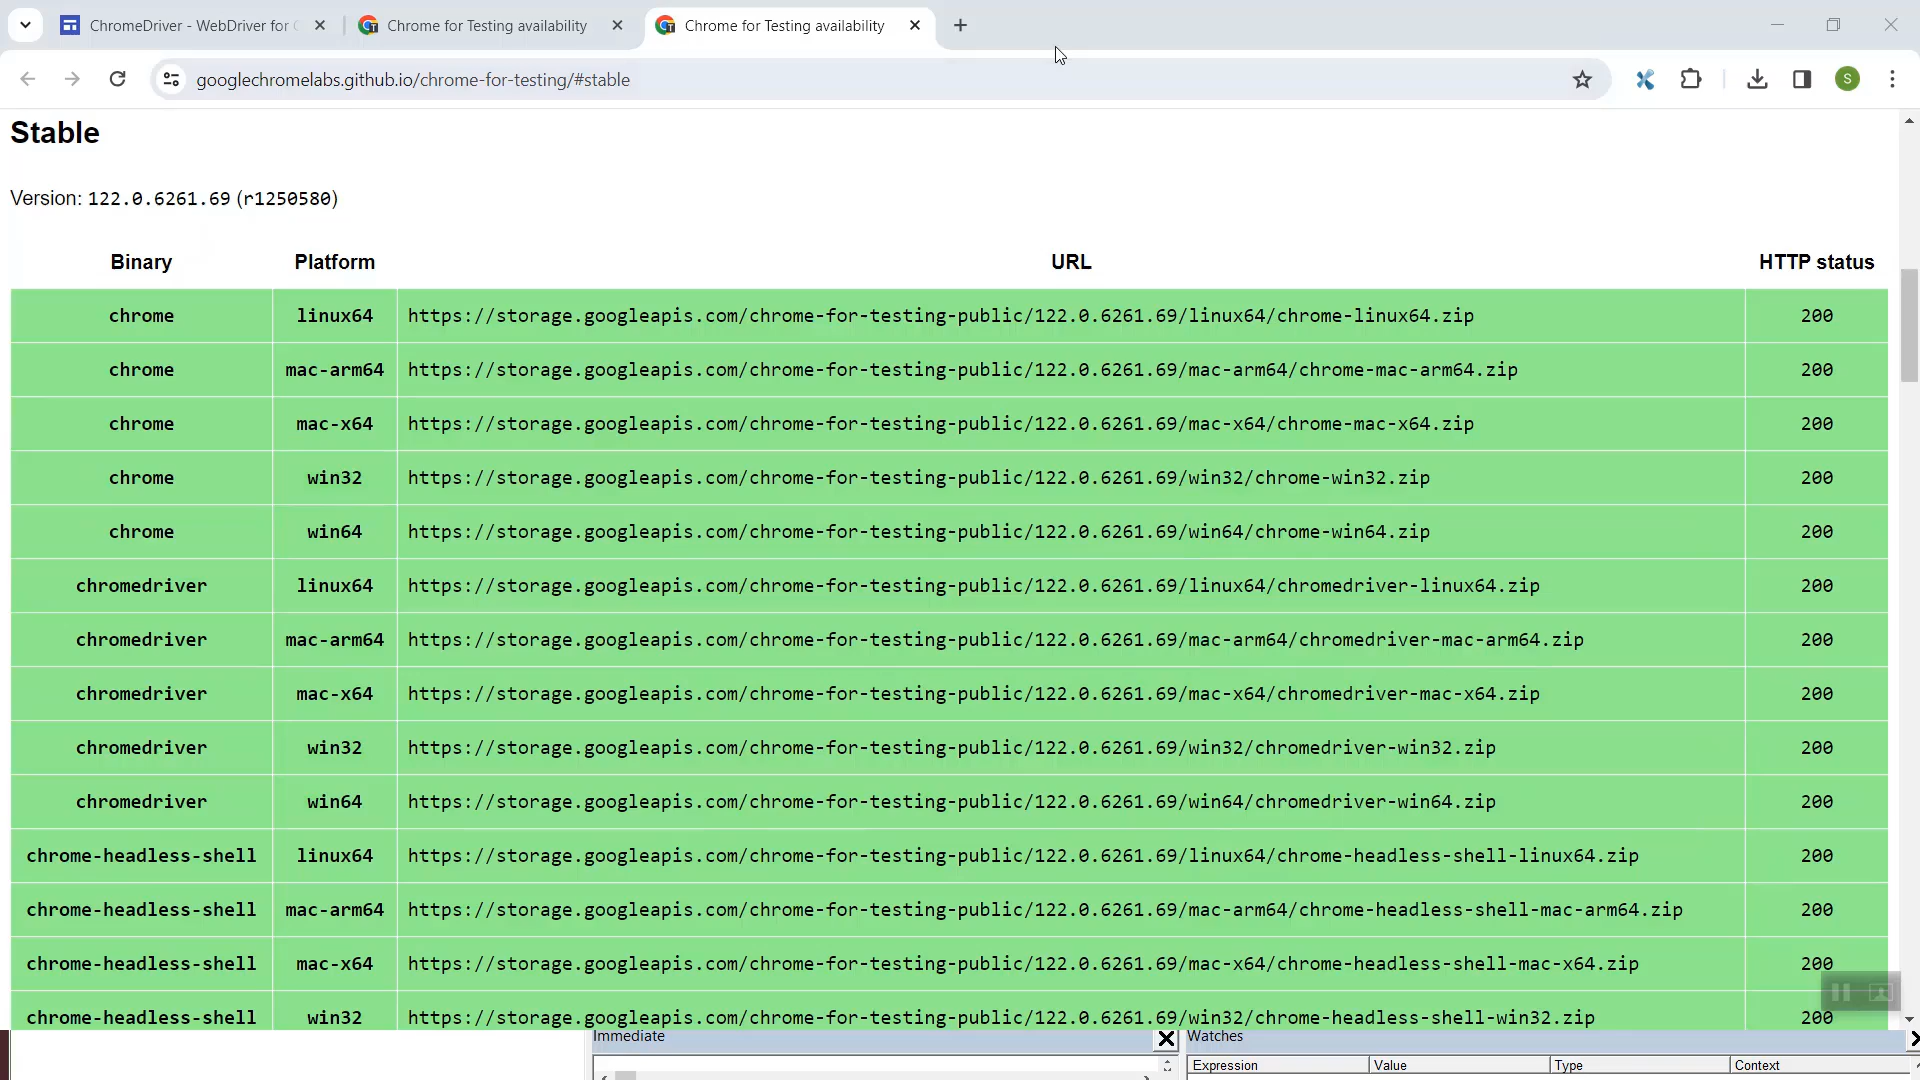 ChromeDriver - WebDriver for
Chrome for Testing availability
Chrome for Testing availability
googlechromelabs.github.io/chrome-for-testing/#stable
S
Stable
Version: 122.0.6261.69 (r1250580)
Binary Platform URL HTTP status
chrome linux64 https://storage.googleapis.com/chrome-for-testing-public/122.0.6261.69/linux64/chrome-linux64.zip 200
chrome mac-arm64 https://storage.googleapis.com/chrome-for-testing-public/122.0.6261.69/mac-arm64/chrome-mac-arm64.zip 200
chrome mac-x64 https://storage.googleapis.com/chrome-for-testing-public/122.0.6261.69/mac-x64/chrome-mac-x64.zip 200
chrome win32 https://storage.googleapis.com/chrome-for-testing-public/122.0.6261.69/win32/chrome-win32.zip 200
chrome win64 https://storage.googleapis.com/chrome-for-testing-public/122.0.6261.69/win64/chrome-win64.zip 200
chromedriver linux64 https://storage.googleapis.com/chrome-for-testing-public/122.0.6261.69/linux64/chromedriver-linux64.zip 200
chromedriver mac-arm64 https://storage.googleapis.com/chrome-for-testing-public/122.0.6261.69/mac-arm64/chromedriver-mac-arm64.zip 200
chromedriver mac-x64 https://storage.googleapis.com/chrome-for-testing-public/122.0.6261.69/mac-x64/chromedriver-mac-x64.zip 200
chromedriver win32 https://storage.googleapis.com/chrome-for-testing-public/122.0.6261.69/win32/chromedriver-win32.zip 200
chromedriver win64 https://storage.googleapis.com/chrome-for-testing-public/122.0.6261.69/win64/chromedriver-win64.zip 200
chrome-headless-shell linux64 https://storage.googleapis.com/chrome-for-testing-public/122.0.6261.69/linux64/chrome-headless-shell-linux64.zip 200
chrome-headless-shell mac-arm64 https://storage.googleapis.com/chrome-for-testing-public/122.0.6261.69/mac-arm64/chrome-headless-shell-mac-arm64.zip 200
chrome-headless-shell mac-x64 https://storage.googleapis.com/chrome-for-testing-public/122.0.6261.69/mac-x64/chrome-headless-shell-mac-x64.zip 200
chrome-headless-shell win32 https://storage.googleapis.com/chrome-for-testing-public/122.0.6261.69/win32/chrome-headless-shell-win32.zip 200
Immediate
Watches
Expression Value Type Context